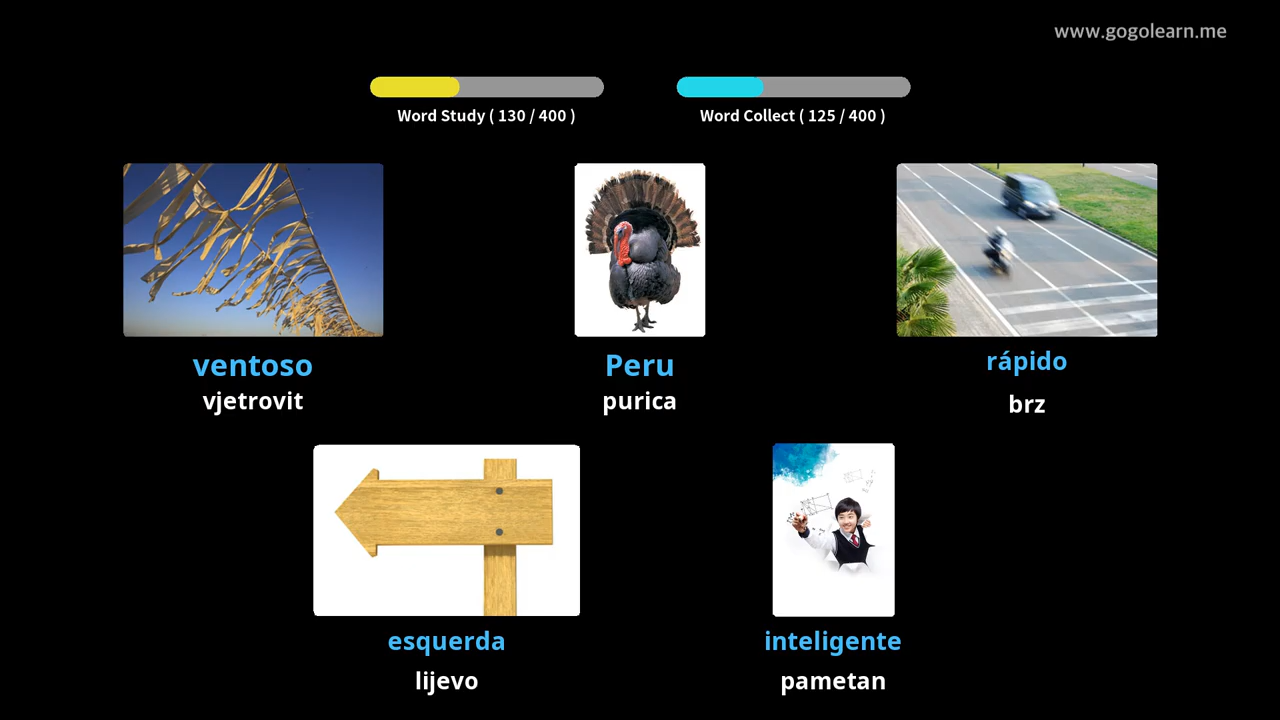 www.gogolearn.me
Word Study ( 130 / 400 )
Word Collect ( 125 / 400 )
ventoso
vjetrovit
Peru
purica
rápido
brz
esquerda
lijevo
inteligente
pametan